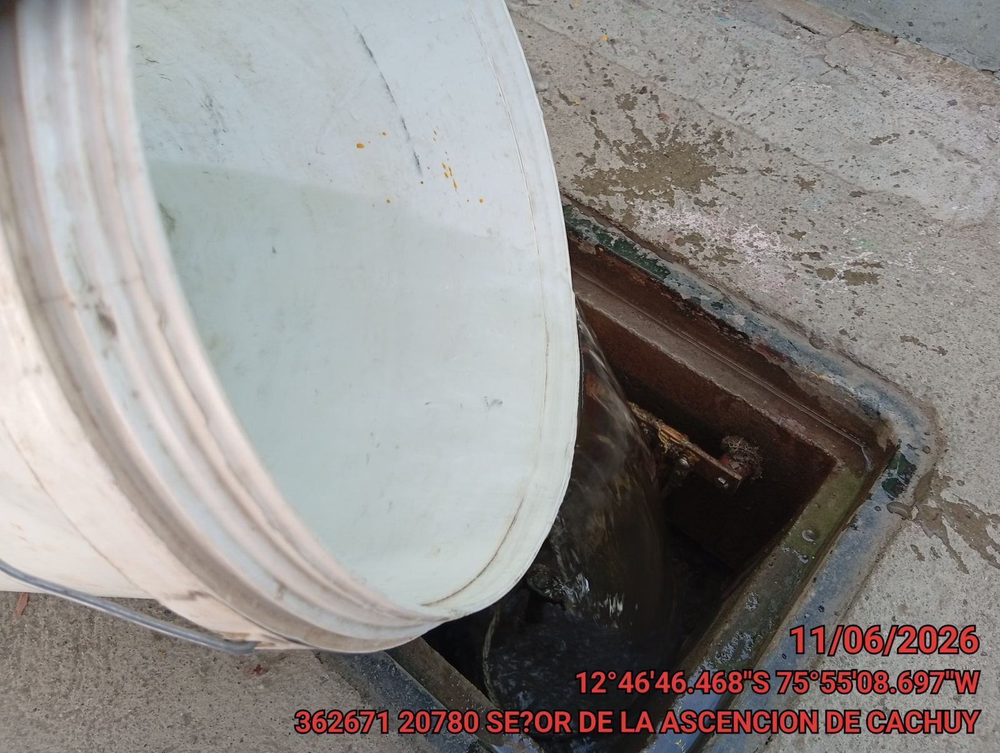 11/06/2026
12°46'46.468"S 75°55'08.697"W
362671 20780 SE?OR DE LA ASCENCION DE CACHUY